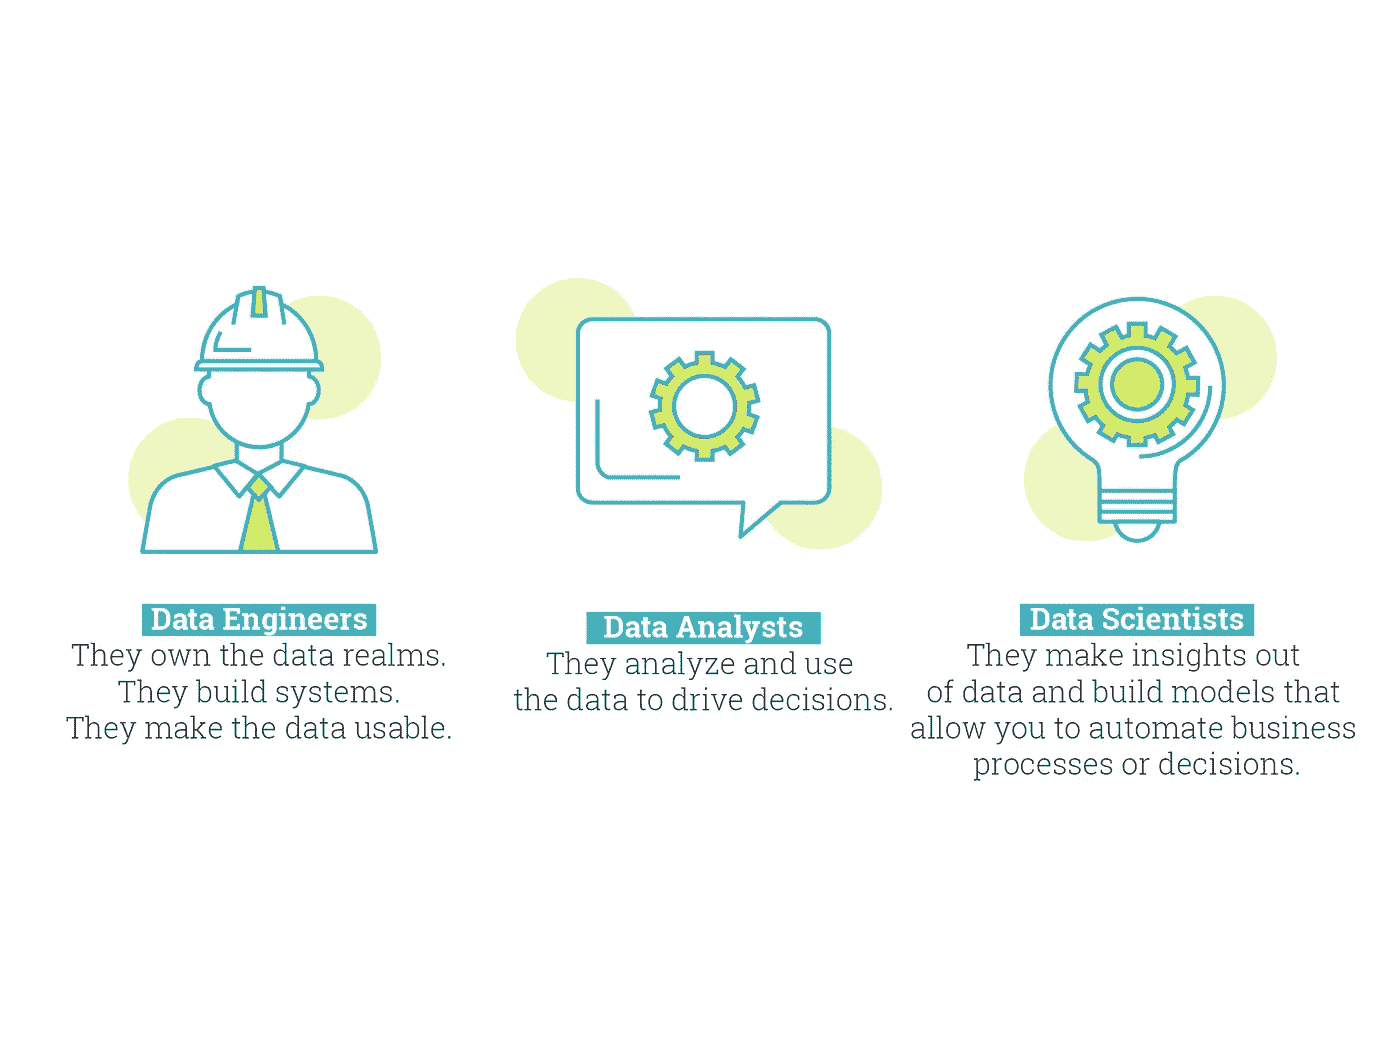 Data Engineers
They own the data realms.
They build systems.
They make the data usable.
Data Analysts
They analyze and use
the data to drive decisions.
Data Scientists
They make insights out
of data and build models that
allow you to automate business
processes or decisions.